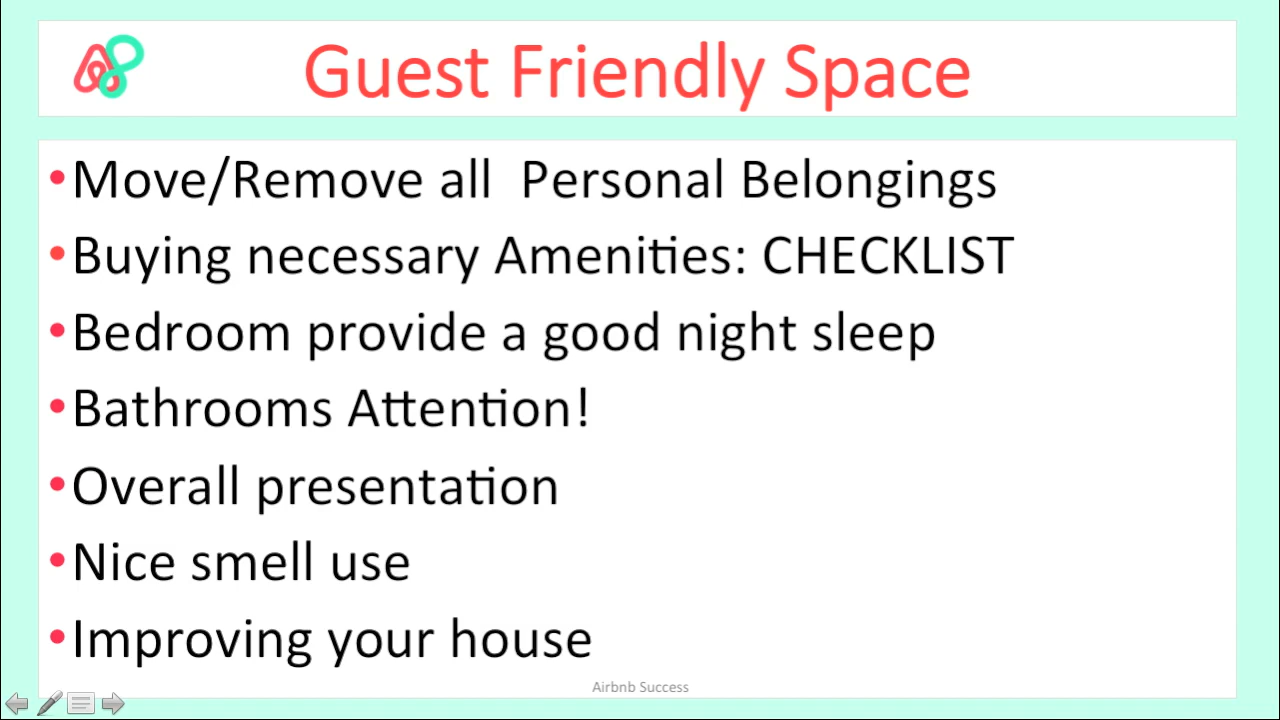 Guest Friendly Space
•Move/Remove all  Personal Belongings
•Buying necessary Amenities: CHECKLIST
•Bedroom provide a good night sleep
•Bathrooms Attention!
•Overall presentation
•Nice smell use
•Improving your house
Airbnb Success